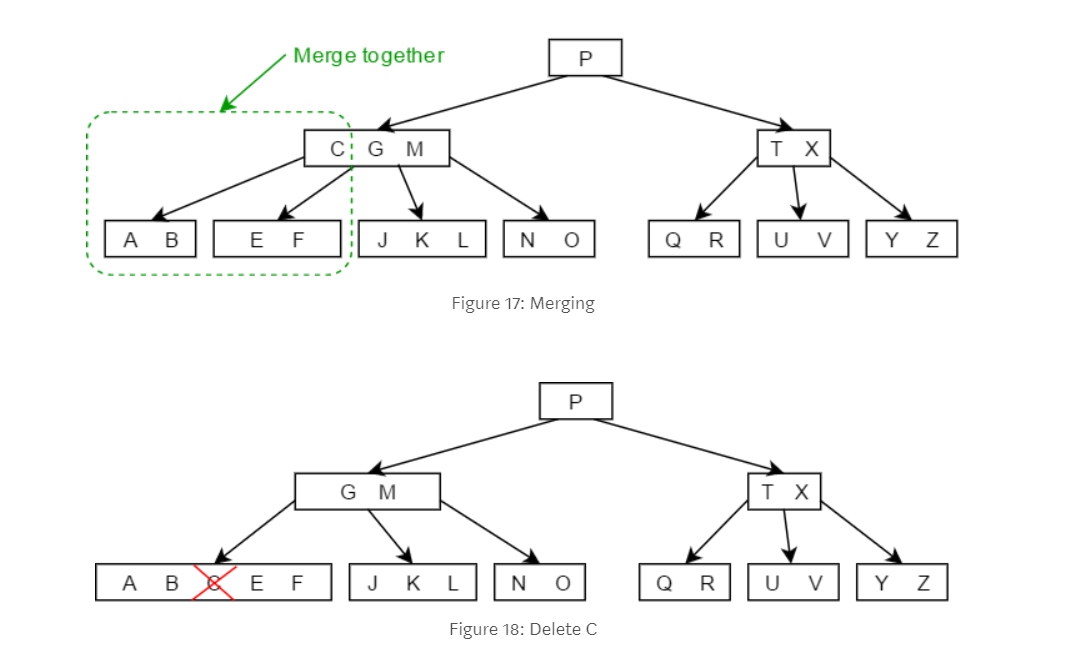 Merge together
P
C G M
T X
A B
E F
J K L
N O
Q R
U V
Y Z
Figure 17: Merging
P
G M
T X
A B C E F
J K L
N O
Q R
U V
Y Z
Figure 18: Delete C